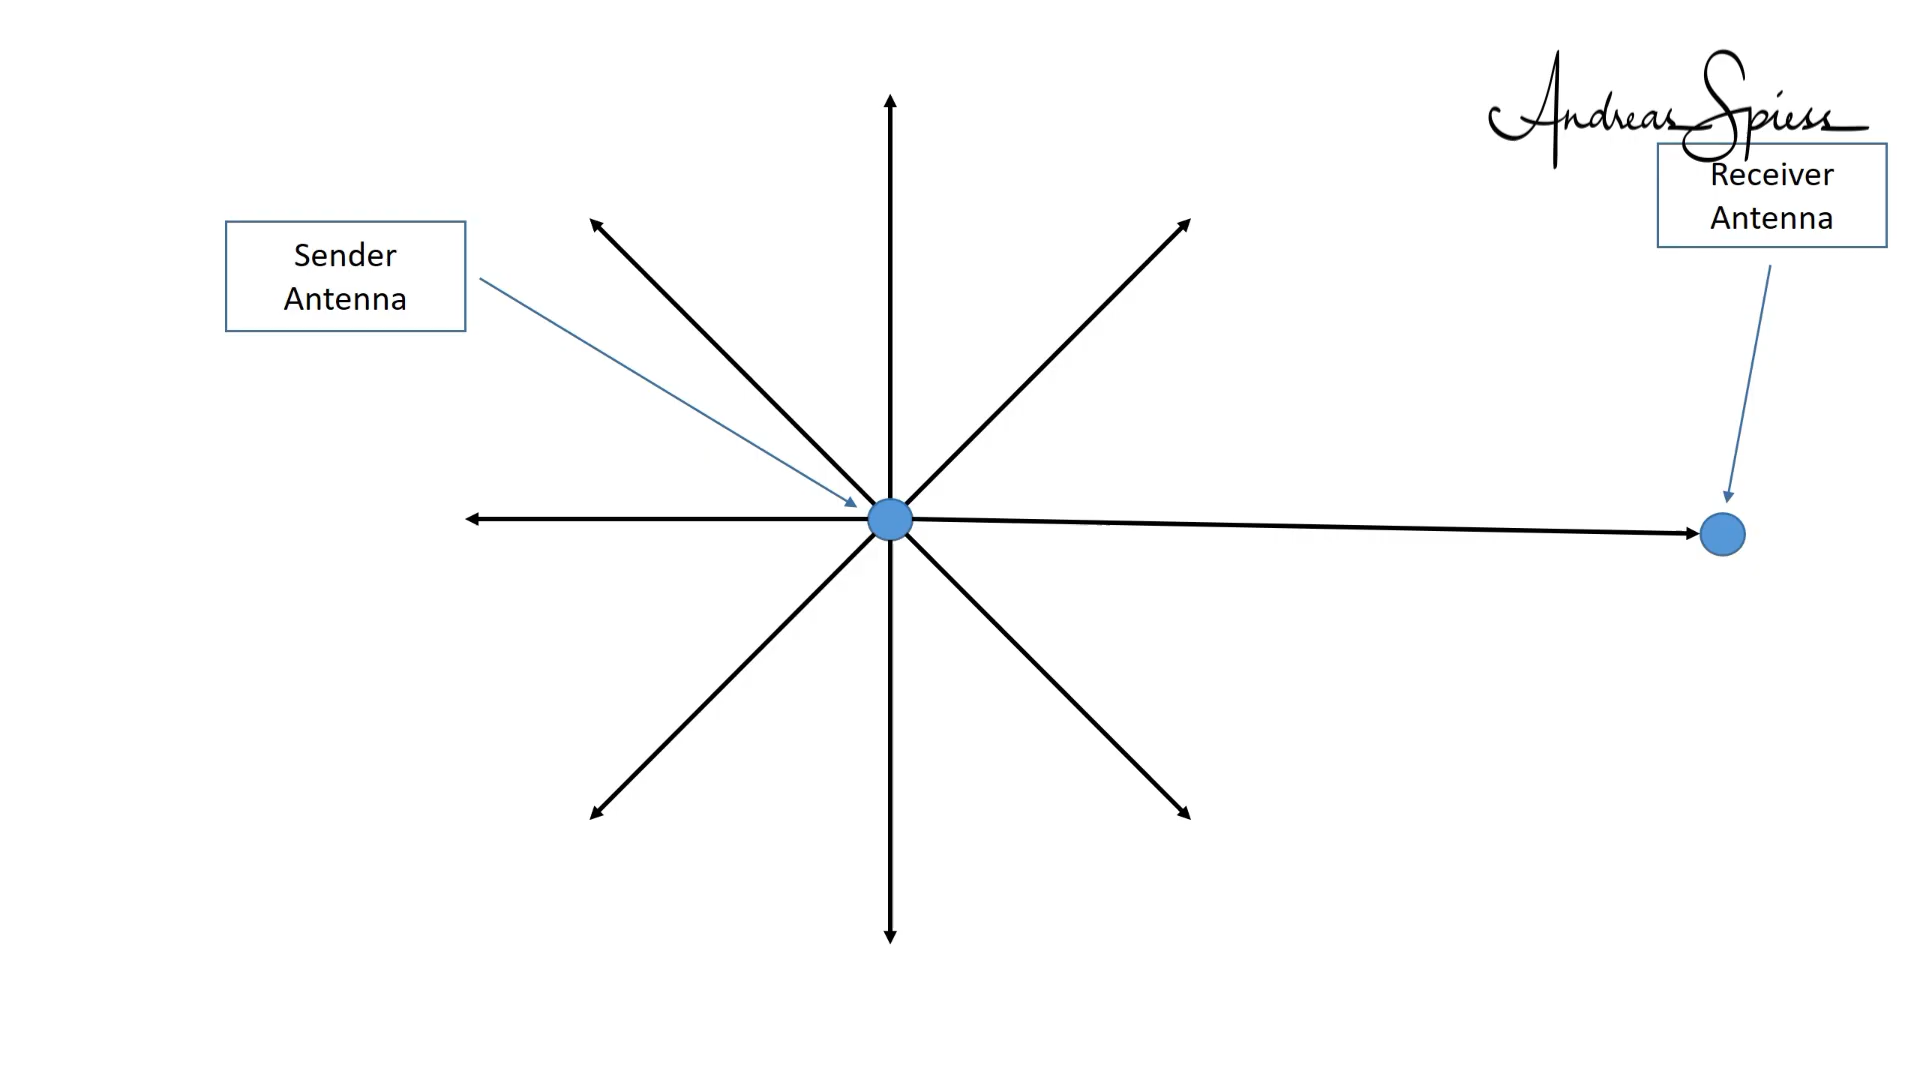 Andreas Spiess
Receiver
Antenna
Sender
Antenna